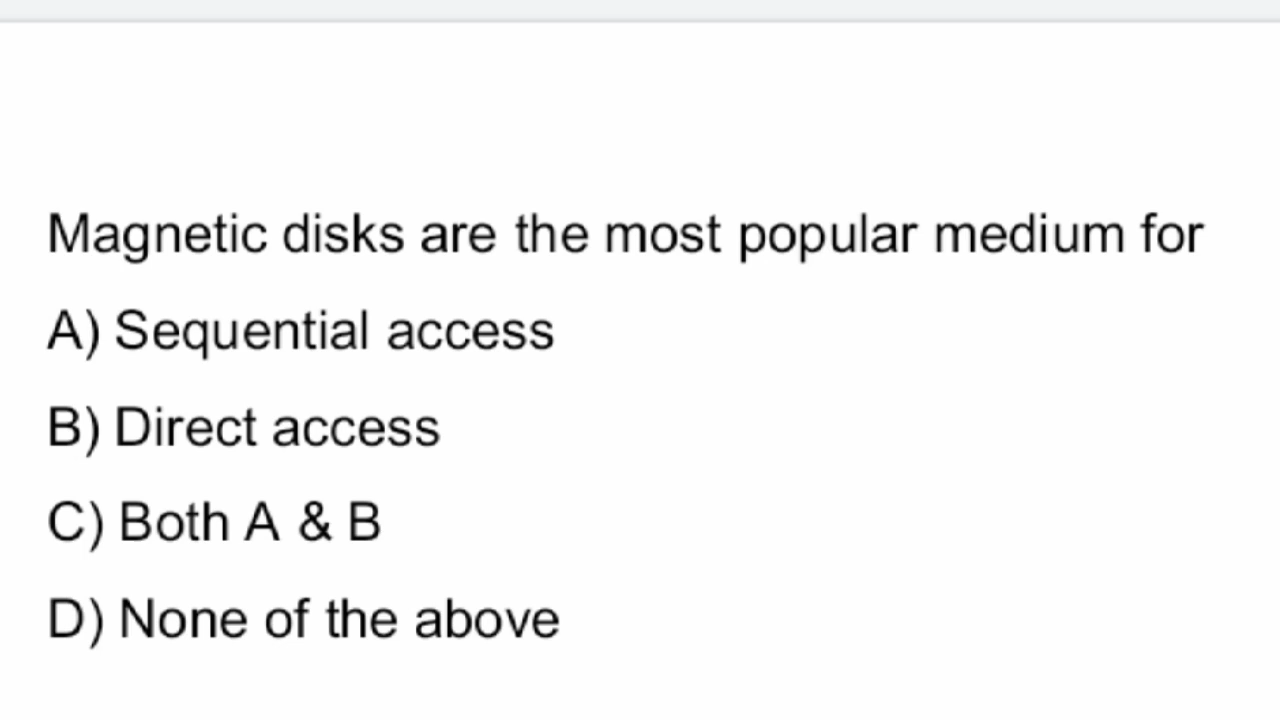 Magnetic disks are the most popular medium for
A) Sequential access
B) Direct access
C) Both A & B
D) None of the above